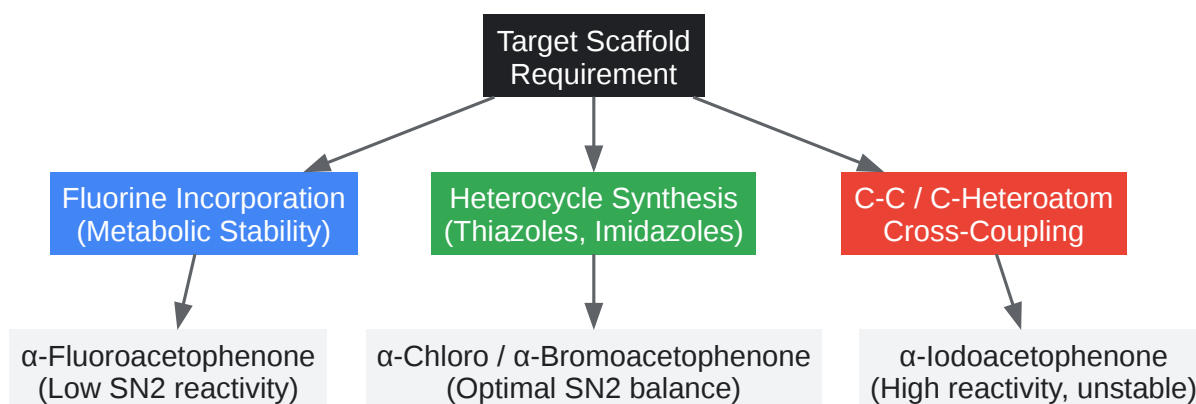 Target Scaffold
Requirement
Fluorine Incorporation
(Metabolic Stability)
Heterocycle Synthesis
(Thiazoles, Imidazoles)
C-C / C-Heteroatom
Cross-Coupling
α-Fluoroacetophenone
(Low SN2 reactivity)
α-Chloro / α-Bromoacetophenone
(Optimal SN2 balance)
α-Iodoacetophenone
(High reactivity, unstable)